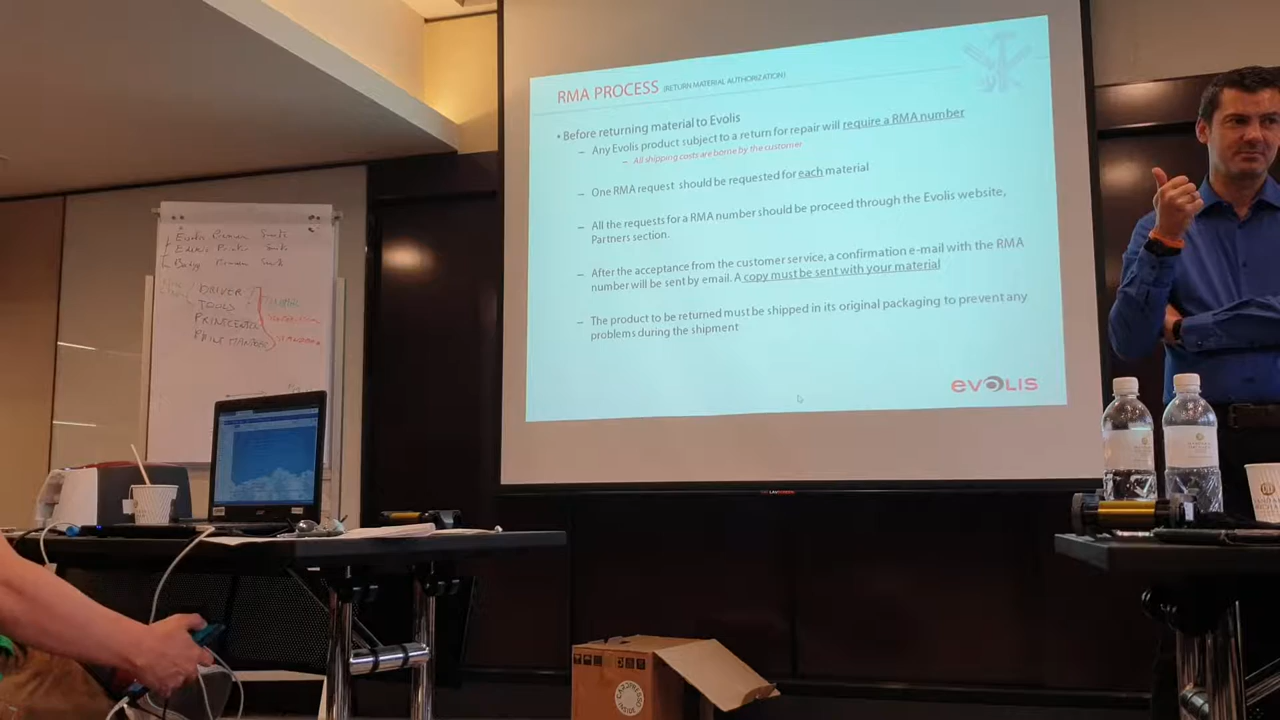 RMA PROCESS (RETURN MATERIAL AUTHORIZATION)
• Before returning material to Evolis
– Any Evolis product subject to a return for repair will require a RMA number
– All shipping costs are borne by the customer
– One RMA request should be requested for each material
– All the requests for a RMA number should be proceed through the Evolis website,
Partners section.
– After the acceptance from the customer service, a confirmation e-mail with the RMA
number will be sent by email. A copy must be sent with your material
– The product to be returned must be shipped in its original packaging to prevent any
problems during the shipment
evolis
DRIVER
TOOLS
acer